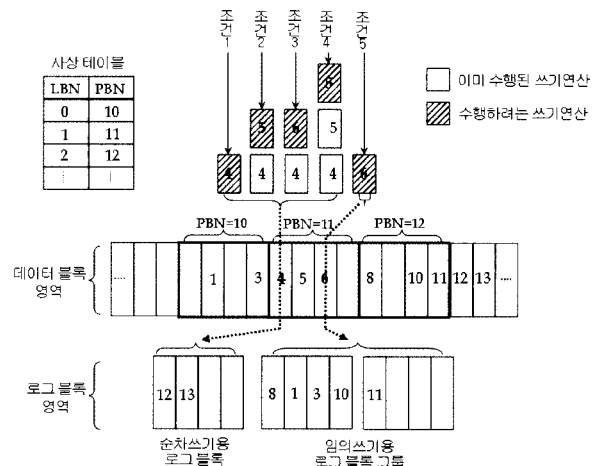 조건1 조건2 조건3 조건4 조건5
사상 테이블
LBN PBN
0 10
1 11
2 12
이미 수행된 쓰기연산
수행하려는 쓰기연산
8
5 6 5
4 4 4 4 6
PBN=10 PBN=11 PBN=12
데이터 블록 영역
..... 1 3 4 5 6 8 10 11 12 13 .....
로그 블록 영역
12 13 8 1 3 10 11
순차쓰기용 로그 블록
임의쓰기용 로그 블록 그룹